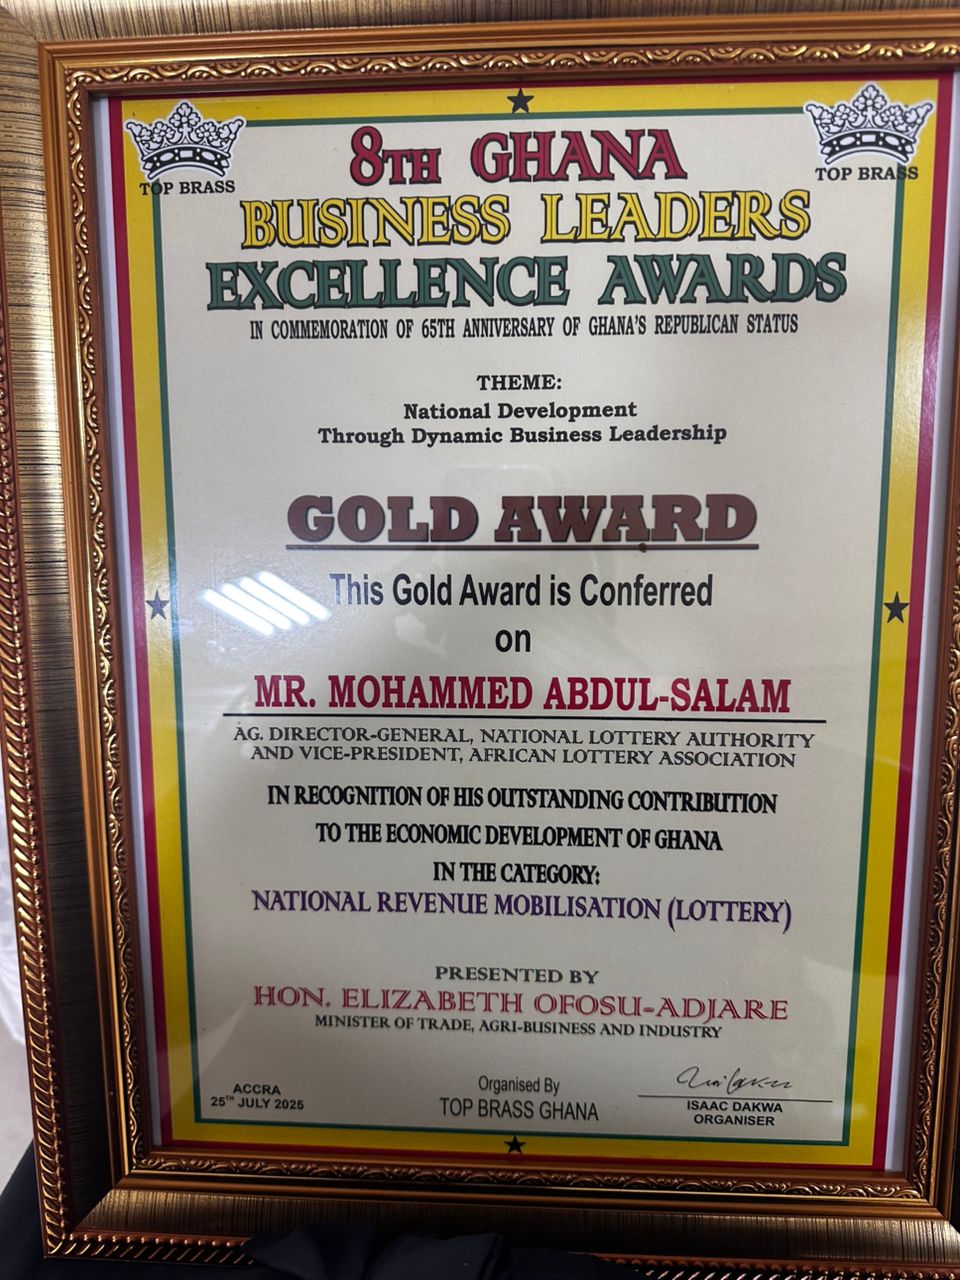 TOP BRASS
TOP BRASS
8TH GHANA
BUSINESS LEADERS
EXCELLENCE AWARDS
IN COMMEMORATION OF 65TH ANNIVERSARY OF GHANA'S REPUBLICAN STATUS
THEME:
National Development
Through Dynamic Business Leadership
GOLD AWARD
This Gold Award is Conferred
on
MR. MOHAMMED ABDUL-SALAM
AG. DIRECTOR-GENERAL, NATIONAL LOTTERY AUTHORITY
AND VICE-PRESIDENT, AFRICAN LOTTERY ASSOCIATION
IN RECOGNITION OF HIS OUTSTANDING CONTRIBUTION
TO THE ECONOMIC DEVELOPMENT OF GHANA
IN THE CATEGORY:
NATIONAL REVENUE MOBILISATION (LOTTERY)
PRESENTED BY
HON. ELIZABETH OFOSU-ADJARE
MINISTER OF TRADE, AGRI-BUSINESS AND INDUSTRY
ACCRA
25TH JULY 2025
Organised By
TOP BRASS GHANA
ISAAC DAKWA
ORGANISER